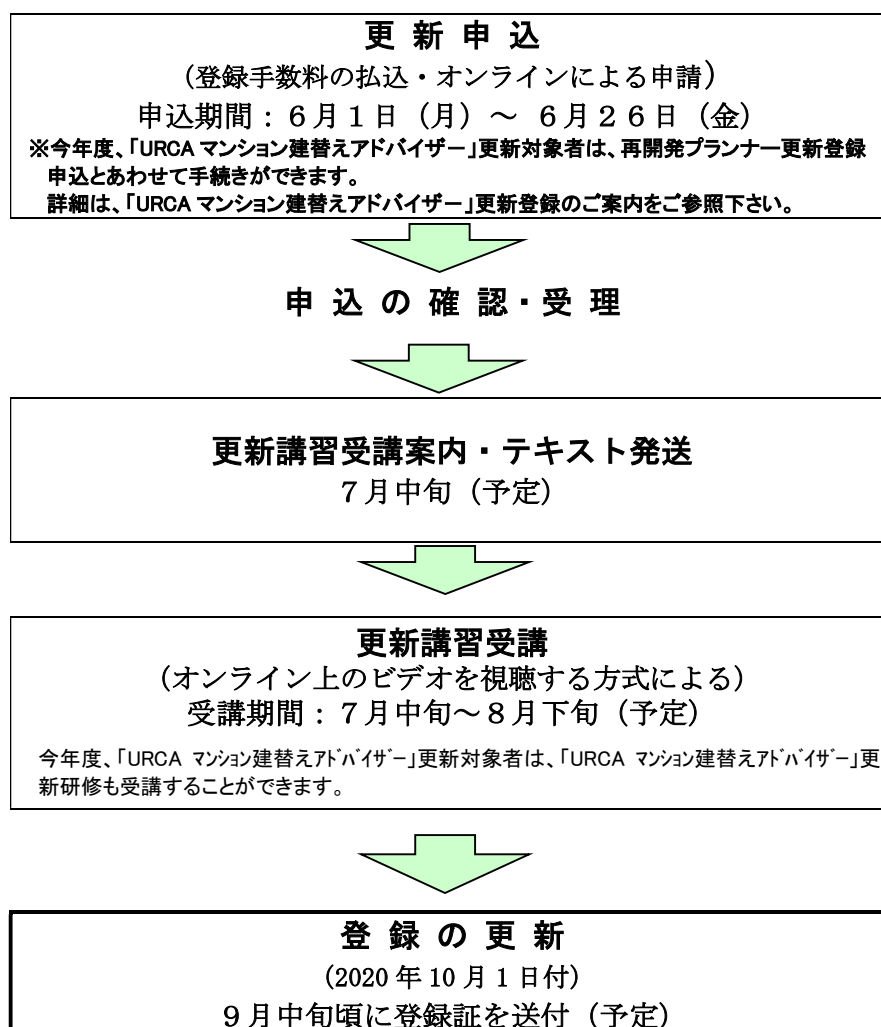 更 新 申 込
(登録手数料の払込・オンラインによる申請)
申込期間：６月１日（月）～ ６月２６日（金）
※今年度、「URCA マンション建替えアドバイザー」更新対象者は、再開発プランナー更新登録
申込とあわせて手続きができます。
詳細は、「URCA マンション建替えアドバイザー」更新登録のご案内をご参照下さい。
申 込 の 確 認・受 理
更新講習受講案内・テキスト発送
７月中旬（予定）
更新講習受講
（オンライン上のビデオを視聴する方式による）
受講期間：７月中旬～８月下旬（予定）
今年度、「URCA ﾏﾝｼｮﾝ建替えｱﾄﾞﾊﾞｲｻﾞｰ」更新対象者は、「URCA ﾏﾝｼｮﾝ建替えｱﾄﾞﾊﾞｲｻﾞｰ」更
新研修も受講することができます。
登 録 の 更 新
(2020 年 10 月 1 日付)
９月中旬頃に登録証を送付（予定）